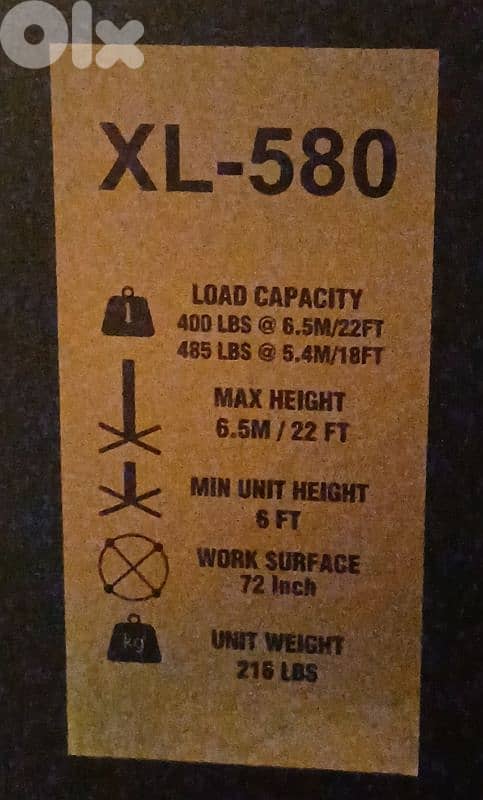 OLX
XL-580
LOAD CAPACITY
400 LBS @ 6.5M/22FT
485 LBS @ 5.4M/18FT
MAX HEIGHT
6.5M / 22 FT
MIN UNIT HEIGHT
6 FT
WORK SURFACE
72 Inch
kg
UNIT WEIGHT
216 LBS